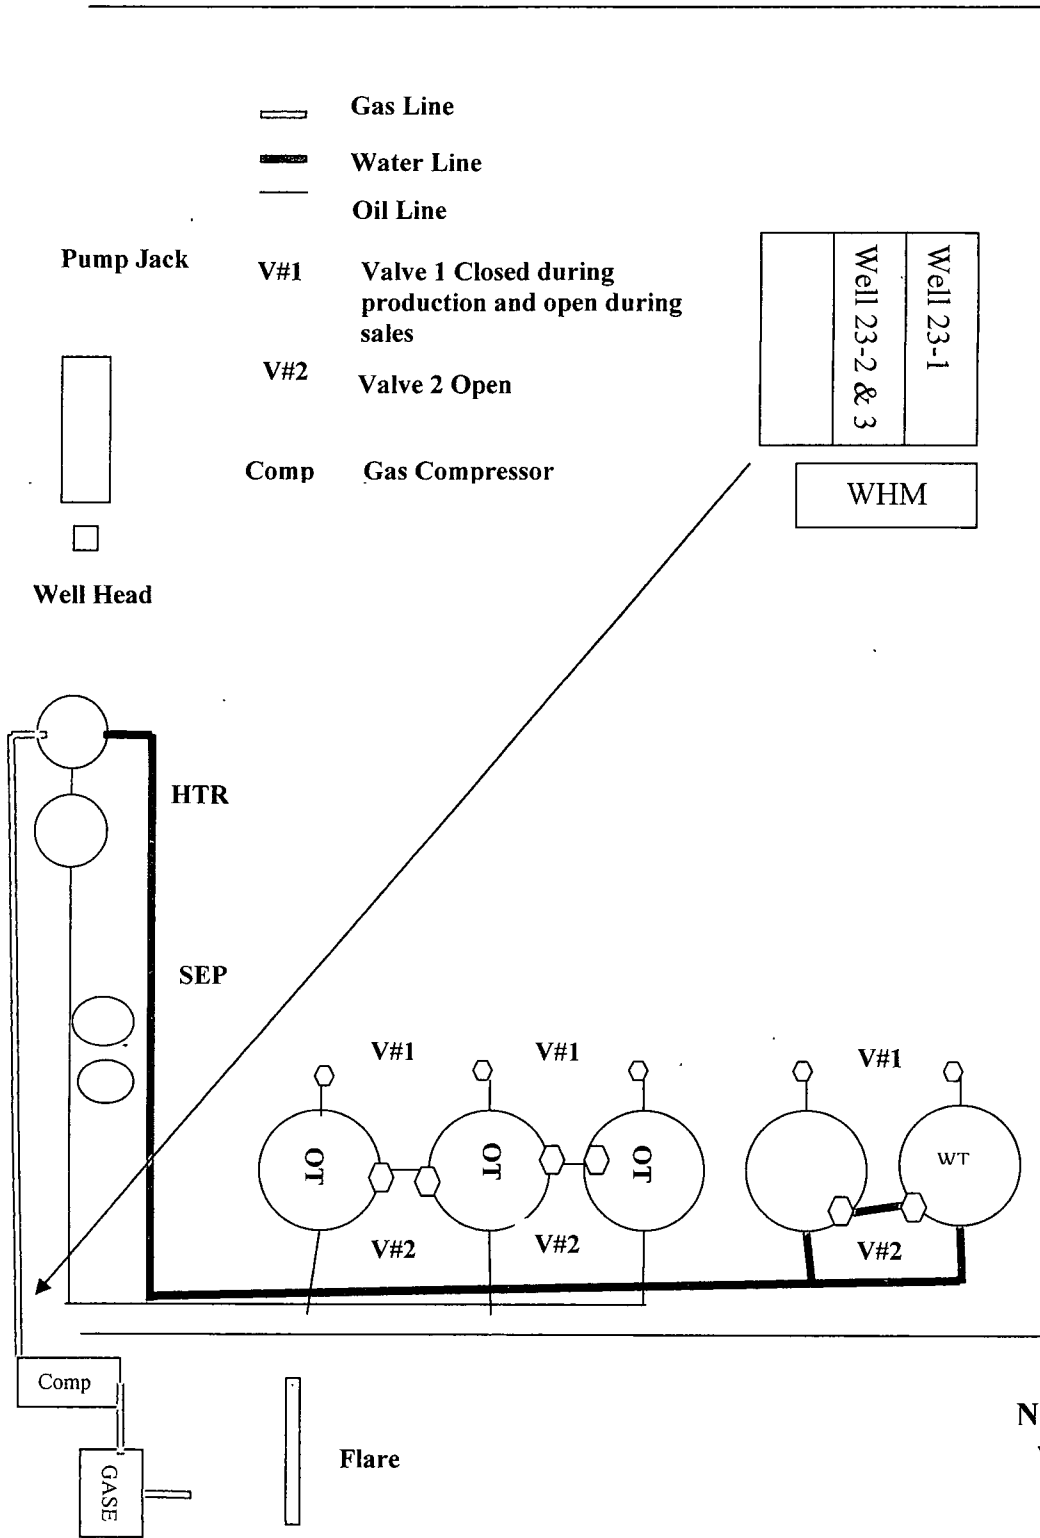 Gas Line
Water Line
Oil Line
Pump Jack
V#1 Valve 1 Closed during
production and open during
sales
V#2 Valve 2 Open
Comp Gas Compressor
Well 23-1
Well 23-2 & 3
WHM
Well Head
HTR
SEP
V#1 V#1 V#1
OT OT OT WT
V#2 V#2 V#2
Comp
GASE
Flare
N